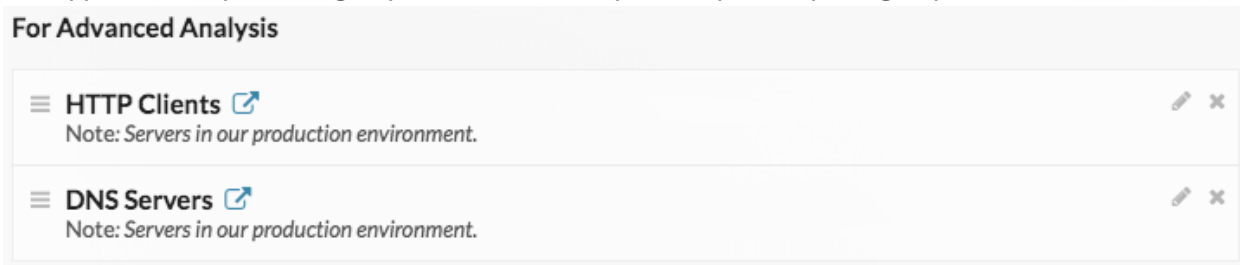 For Advanced Analysis
HTTP Clients
Note: Servers in our production environment.
DNS Servers
Note: Servers in our production environment.